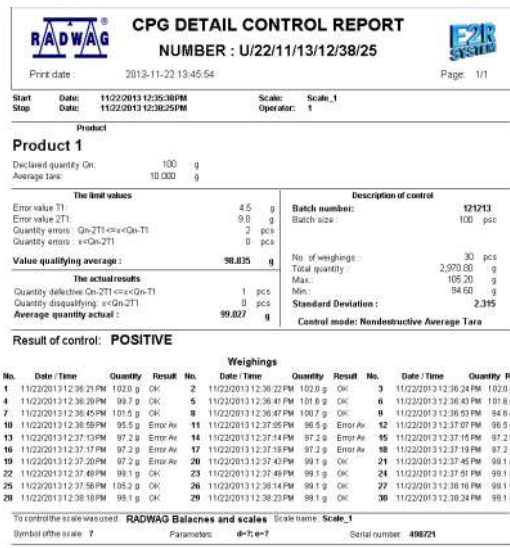 RADWAG
CPG DETAIL CONTROL REPORT
NUMBER : U/22/11/13/12/38/25
E2R
SYSTEM
Print date : 2013-11-22 13:45:54 Page: 1/1
Start Date: 11/22/2013 12:35:38PM Scale: Scale_1
Stop Date: 11/22/2013 12:38:25PM Operator: 1
Product
Product 1
Declared quantity Qn: 100 g
Average tare: 10.000 g
The limit values Description of control
Error value T1: 4.5 g Batch number: 121213
Error value 2T1: 9.0 g Batch size: 100 psc
Quantity errors : Qn-2T1<=x<Qn-T1 2 pcs
Quantity errors : x<Qn-2T1 0 pcs
Value qualifying average : 98.835 g No. of weighings : 30 pcs
Total quantity : 2,970.80 g
The actual results Max.: 105.20 g
Quantity defective:Qn-2T1<=x<Qn-T1 1 pcs Min.: 94.60 g
Quantity disqualifying: x<Qn-2T1 0 pcs Standard Deviation : 2.315
Average quantity actual : 99.027 g Control mode: Nondestructive Average Tara
Result of control: POSITIVE
Weighings
No. Date / Time Quantity Result No. Date / Time Quantity Result No. Date / Time Quantity R
1 11/22/2013 12:36:21 PM 102.0 g OK 2 11/22/2013 12:36:22 PM 102.0 g OK 3 11/22/2013 12:36:24 PM 102.0
4 11/22/2013 12:36:29 PM 99.7 g OK 5 11/22/2013 12:36:41 PM 101.6 g OK 6 11/22/2013 12:36:43 PM 101.6
7 11/22/2013 12:36:45 PM 101.5 g OK 8 11/22/2013 12:36:47 PM 100.7 g OK 9 11/22/2013 12:36:53 PM 94.6
10 11/22/2013 12:36:59 PM 95.5 g Error Av. 11 11/22/2013 12:37:05 PM 96.5 g Error Av. 12 11/22/2013 12:37:07 PM 96.5
13 11/22/2013 12:37:13 PM 97.2 g Error Av. 14 11/22/2013 12:37:14 PM 97.2 g Error Av. 15 11/22/2013 12:37:15 PM 97.2
16 11/22/2013 12:37:17 PM 97.2 g Error Av. 17 11/22/2013 12:37:18 PM 97.2 g Error Av. 18 11/22/2013 12:37:19 PM 97.2
19 11/22/2013 12:37:20 PM 97.2 g Error Av. 20 11/22/2013 12:37:43 PM 99.1 g OK 21 11/22/2013 12:37:45 PM 99.1
22 11/22/2013 12:37:48 PM 99.1 g OK 23 11/22/2013 12:37:49 PM 99.1 g OK 24 11/22/2013 12:37:51 PM 99.1
25 11/22/2013 12:37:56 PM 105.2 g OK 26 11/22/2013 12:38:14 PM 99.1 g OK 27 11/22/2013 12:38:16 PM 99.1
28 11/22/2013 12:38:18 PM 99.1 g OK 29 11/22/2013 12:38:23 PM 99.1 g OK 30 11/22/2013 12:38:24 PM 99.1
To control the scale was used: RADWAG Balacnes and scales Scale name: Scale_1
Symbol of the scale: ? Parameters: d=?; e=? Serial number: 498721